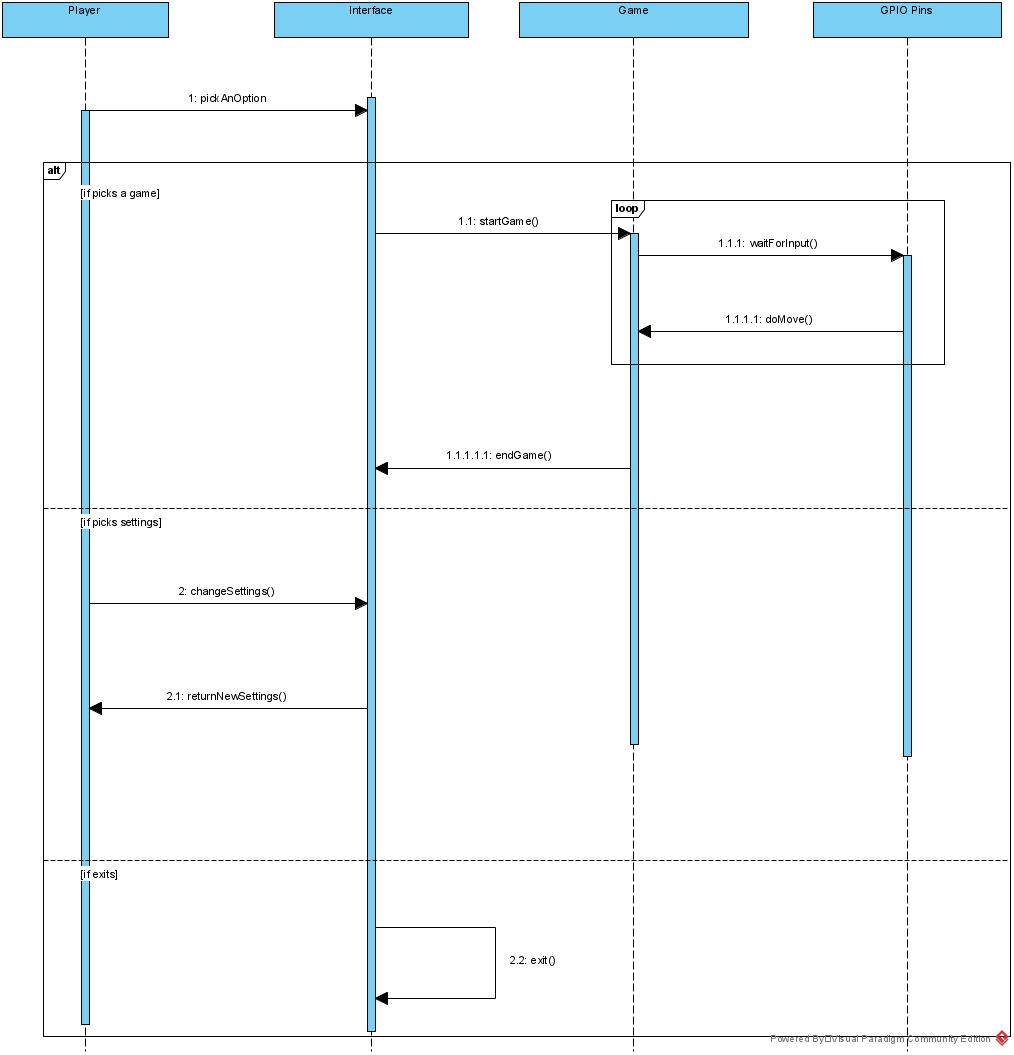 Player
Interface
Game
GPIO Pins
1: pickAnOption
alt
[if picks a game]
loop
1.1: startGame()
1.1.1: waitForInput()
1.1.1.1: doMove()
1.1.1.1.1: endGame()
[if picks settings]
2: changeSettings()
2.1: returnNewSettings()
[if exits]
2.2: exit()
Powered By□Visual Paradigm Community Edition